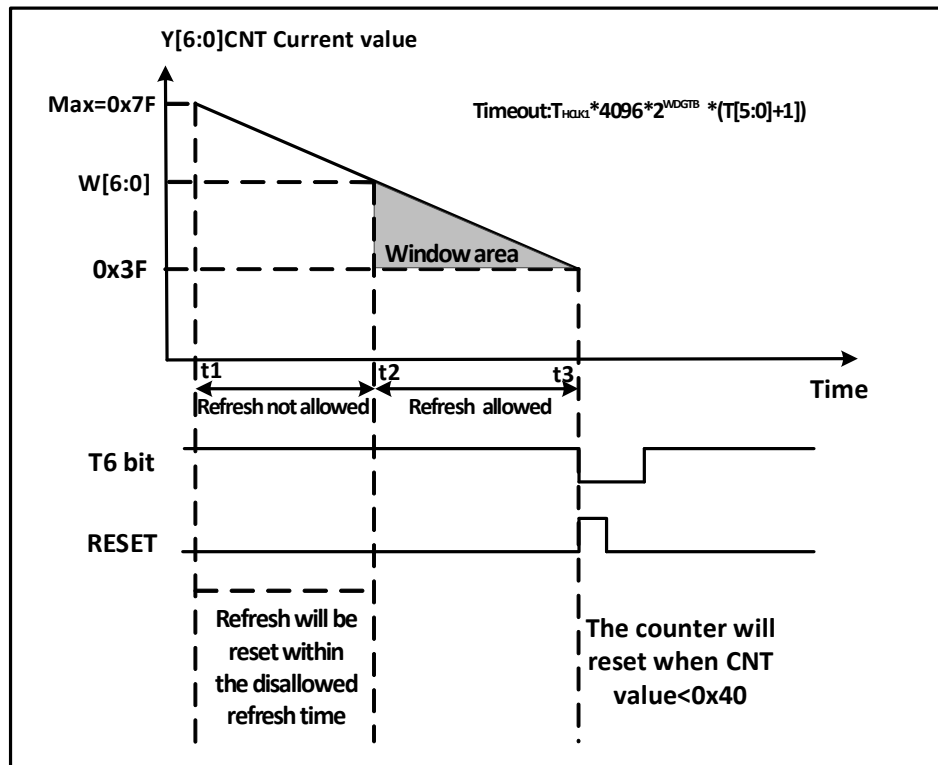 Y[6:0]CNT Current value
Max=0x7F
Timeout:THCLK1*4096*2WDGTB *(T[5:0]+1])
W[6:0]
Window area
0x3F
t1
t2
t3
Time
Refresh not allowed
Refresh allowed
T6 bit
RESET
Refresh will be
reset within
the disallowed
refresh time
The counter will
reset when CNT
value<0x40